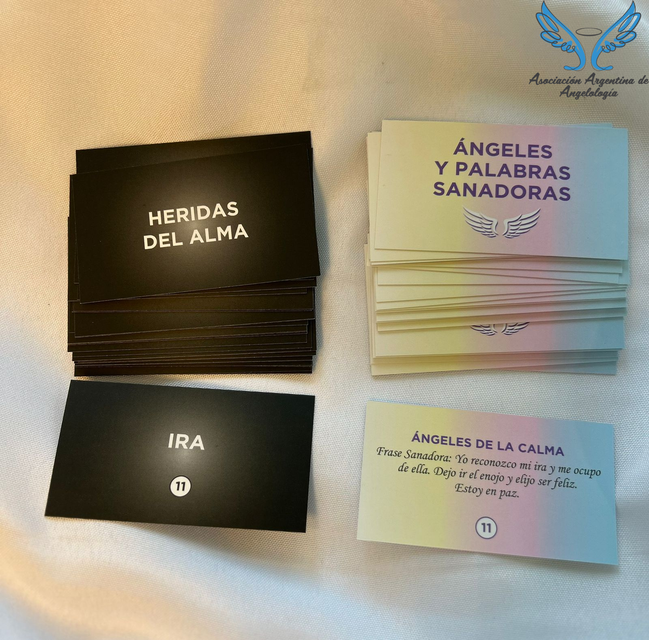 Asociación Argentina de
Angelología
HERIDAS
DEL ALMA
ÁNGELES
Y PALABRAS
SANADORAS
IRA
11
ÁNGELES DE LA CALMA
Frase Sanadora: Yo reconozco mi ira y me ocupo
de ella. Dejo ir el enojo y elijo ser feliz.
Estoy en paz.
11